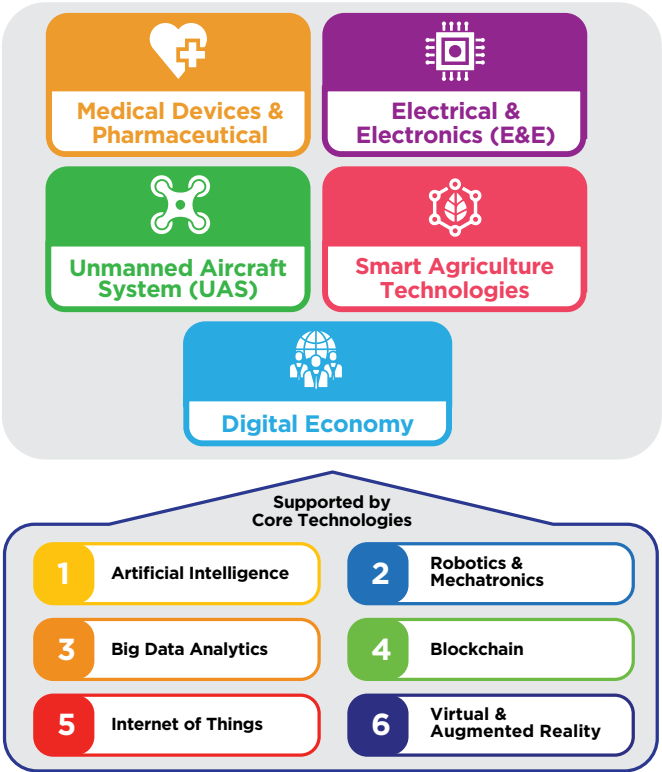 Medical Devices &
Pharmaceutical
Electrical &
Electronics (E&E)
Unmanned Aircraft
System (UAS)
Smart Agriculture
Technologies
Digital Economy
Supported by
Core Technologies
1 Artificial Intelligence
2 Robotics &
Mechatronics
3 Big Data Analytics
4 Blockchain
5 Internet of Things
6 Virtual &
Augmented Reality